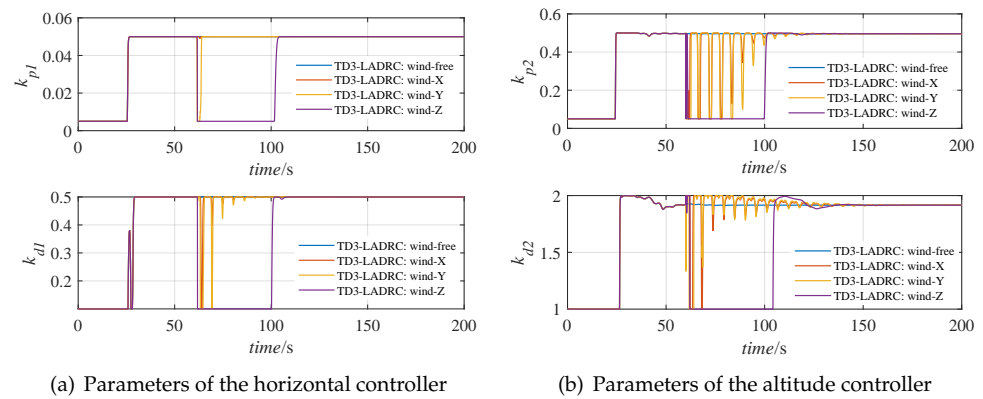 0.06
0.04
0.02
0
k_{p1}
TD3-LADRC: wind-free
TD3-LADRC: wind-X
TD3-LADRC: wind-Y
TD3-LADRC: wind-Z
0 50 100 150 200
time/s
0.5
0.4
0.3
0.2
k_{d1}
TD3-LADRC: wind-free
TD3-LADRC: wind-X
TD3-LADRC: wind-Y
TD3-LADRC: wind-Z
0 50 100 150 200
time/s
(a) Parameters of the horizontal controller
0.6
0.4
0.2
0
k_{p2}
TD3-LADRC: wind-free
TD3-LADRC: wind-X
TD3-LADRC: wind-Y
TD3-LADRC: wind-Z
0 50 100 150 200
time/s
2
1.5
1
k_{d2}
TD3-LADRC: wind-free
TD3-LADRC: wind-X
TD3-LADRC: wind-Y
TD3-LADRC: wind-Z
0 50 100 150 200
time/s
(b) Parameters of the altitude controller